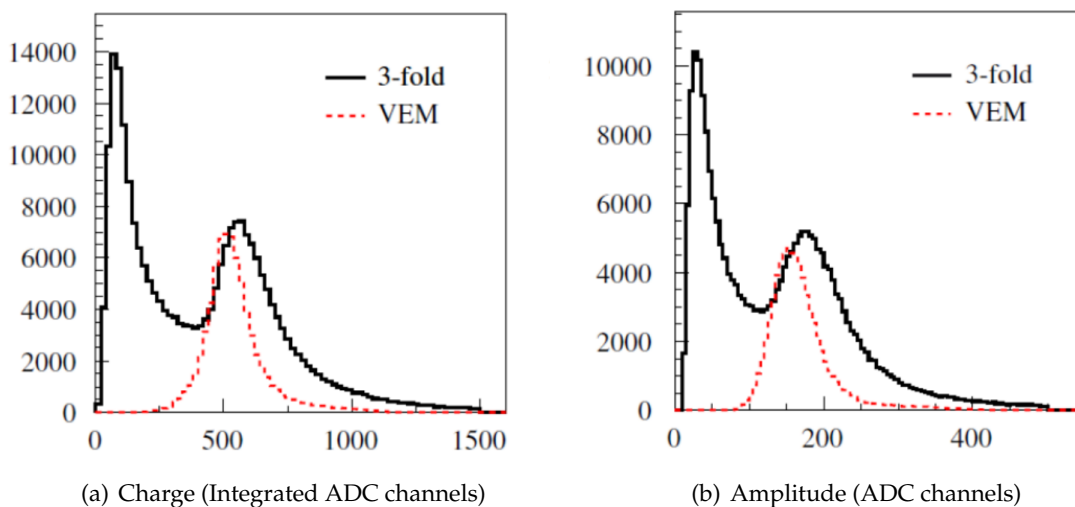 14000
12000
10000
8000
6000
4000
2000
0
0 500 1000 1500
3-fold
VEM
(a) Charge (Integrated ADC channels)
10000
8000
6000
4000
2000
0
0 200 400
3-fold
VEM
(b) Amplitude (ADC channels)